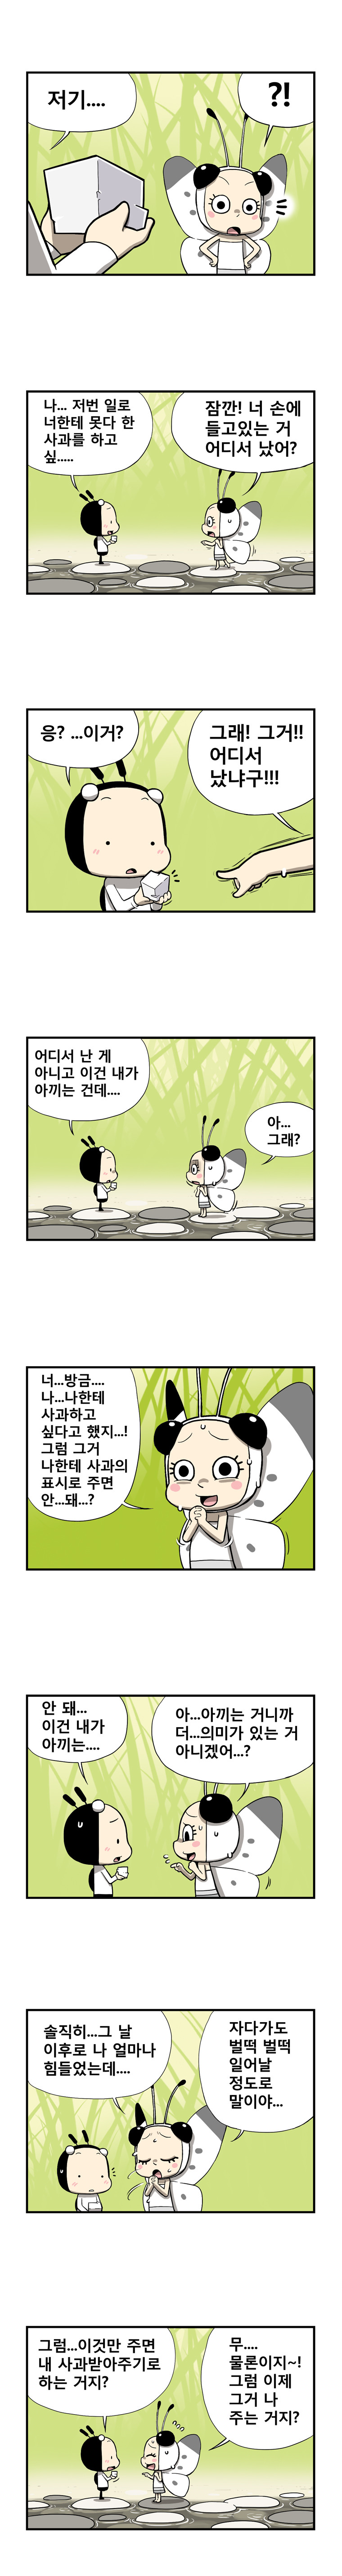 저기....
?!
나... 저번 일로
너한테 못다 한
사과를 하고
싶.....
잠깐! 너 손에
들고있는 거
어디서 났어?
응? ...이거?
그래! 그거!!
어디서
났냐구!!!
어디서 난 게
아니고 이건 내가
아끼는 건데....
아...
그래?
너...방금....
나...나한테
사과하고
싶다고 했지...!
그럼 그거
나한테 사과의
표시로 주면
안...돼...?
안 돼...
이건 내가
아끼는....
아...아끼는 거니까
더...의미가 있는 거
아니겠어...?
솔직히...그 날
이후로 나 얼마나
힘들었는데....
자다가도
벌떡 벌떡
일어날
정도로
말이야...
그럼...이것만 주면
내 사과받아주기로
하는 거지?
무....
물론이지~!
그럼 이제
그거 나
주는 거지?